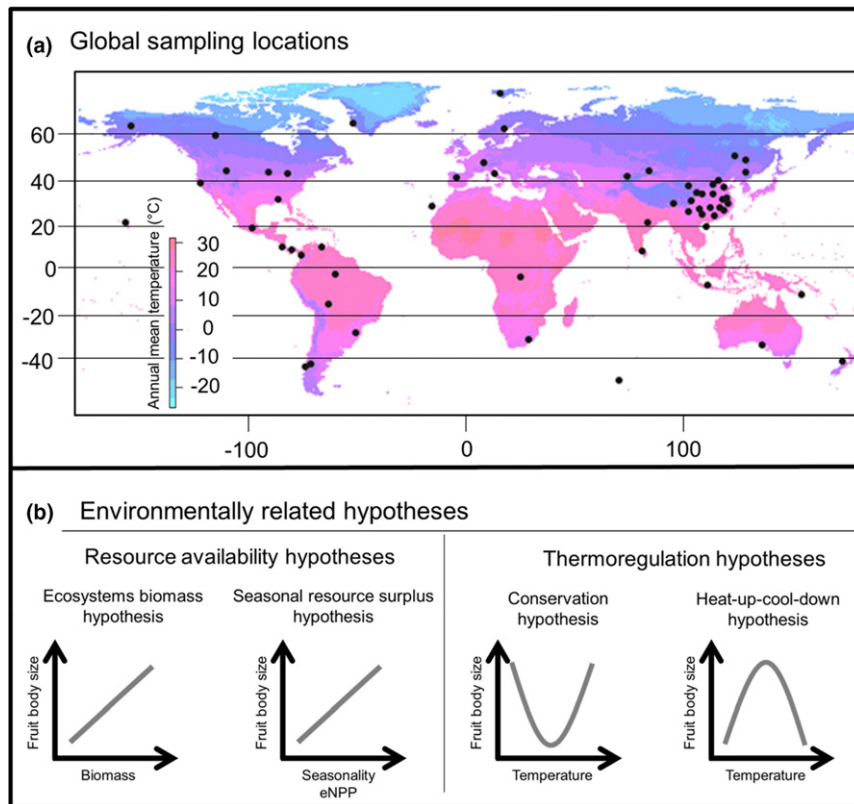 (a) Global sampling locations
60
40
20
0
-20
-40
Annual mean temperature (°C)
30
20
10
0
-10
-20
-100
0
100
(b) Environmentally related hypotheses
Resource availability hypotheses
Ecosystems biomass
hypothesis
Fruit body size
Biomass
Seasonal resource surplus
hypothesis
Fruit body size
Seasonality
eNPP
Thermoregulation hypotheses
Conservation
hypothesis
Fruit body size
Temperature
Heat-up-cool-down
hypothesis
Fruit body size
Temperature